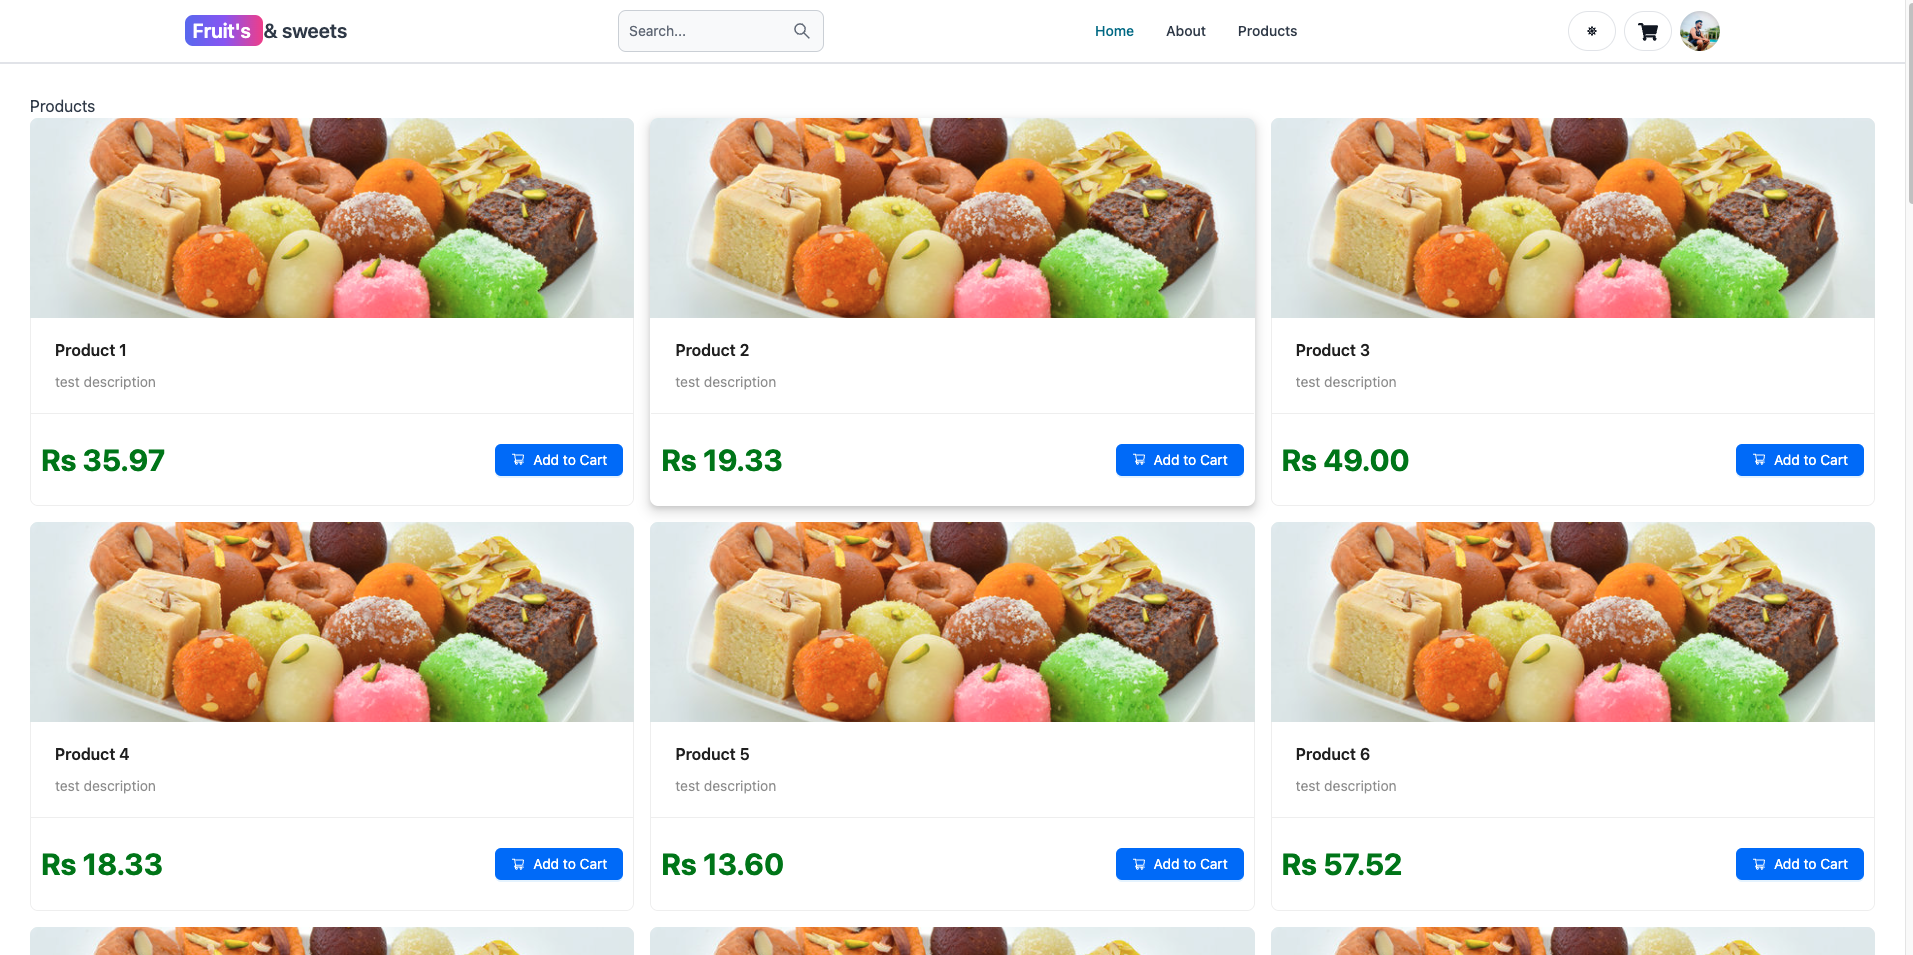 Fruit's & sweets
Search...
Home About Products
Products
Product 1
test description
Rs 35.97 Add to Cart
Product 2
test description
Rs 19.33 Add to Cart
Product 3
test description
Rs 49.00 Add to Cart
Product 4
test description
Rs 18.33 Add to Cart
Product 5
test description
Rs 13.60 Add to Cart
Product 6
test description
Rs 57.52 Add to Cart